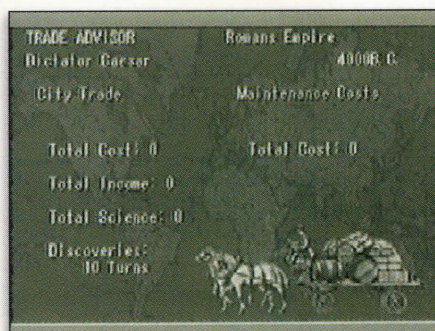 TRADE ADVISOR
Romans Empire
Dictator Caesar
4000B.C.
City Trade
Maintenance Costs
Total Cost: 0
Total Cost: 0
Total Income: 0
Total Science: 0
Discoveries:
10 Turns